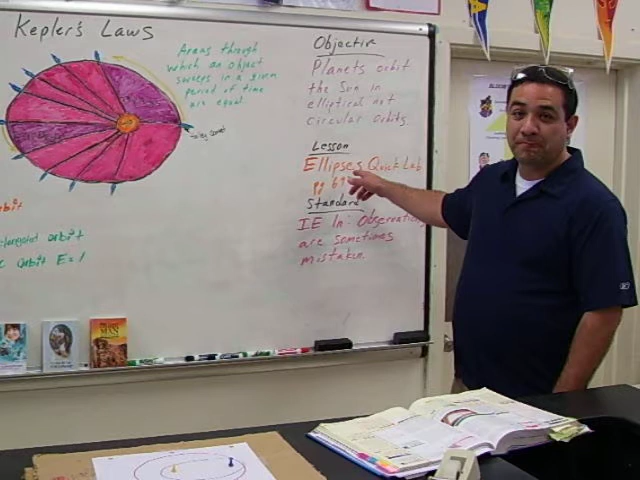 Kepler's Laws
Areas through
which an object
sweeps in a given
period of time
are equal.
Objective
Planets orbit
the Sun in
elliptical not
circular orbits.
Lesson
Ellipses Quick Lab
pg
Standard
IE 1n: Observations
are sometimes
mistaken.
orbit
orbit
orbit E=1